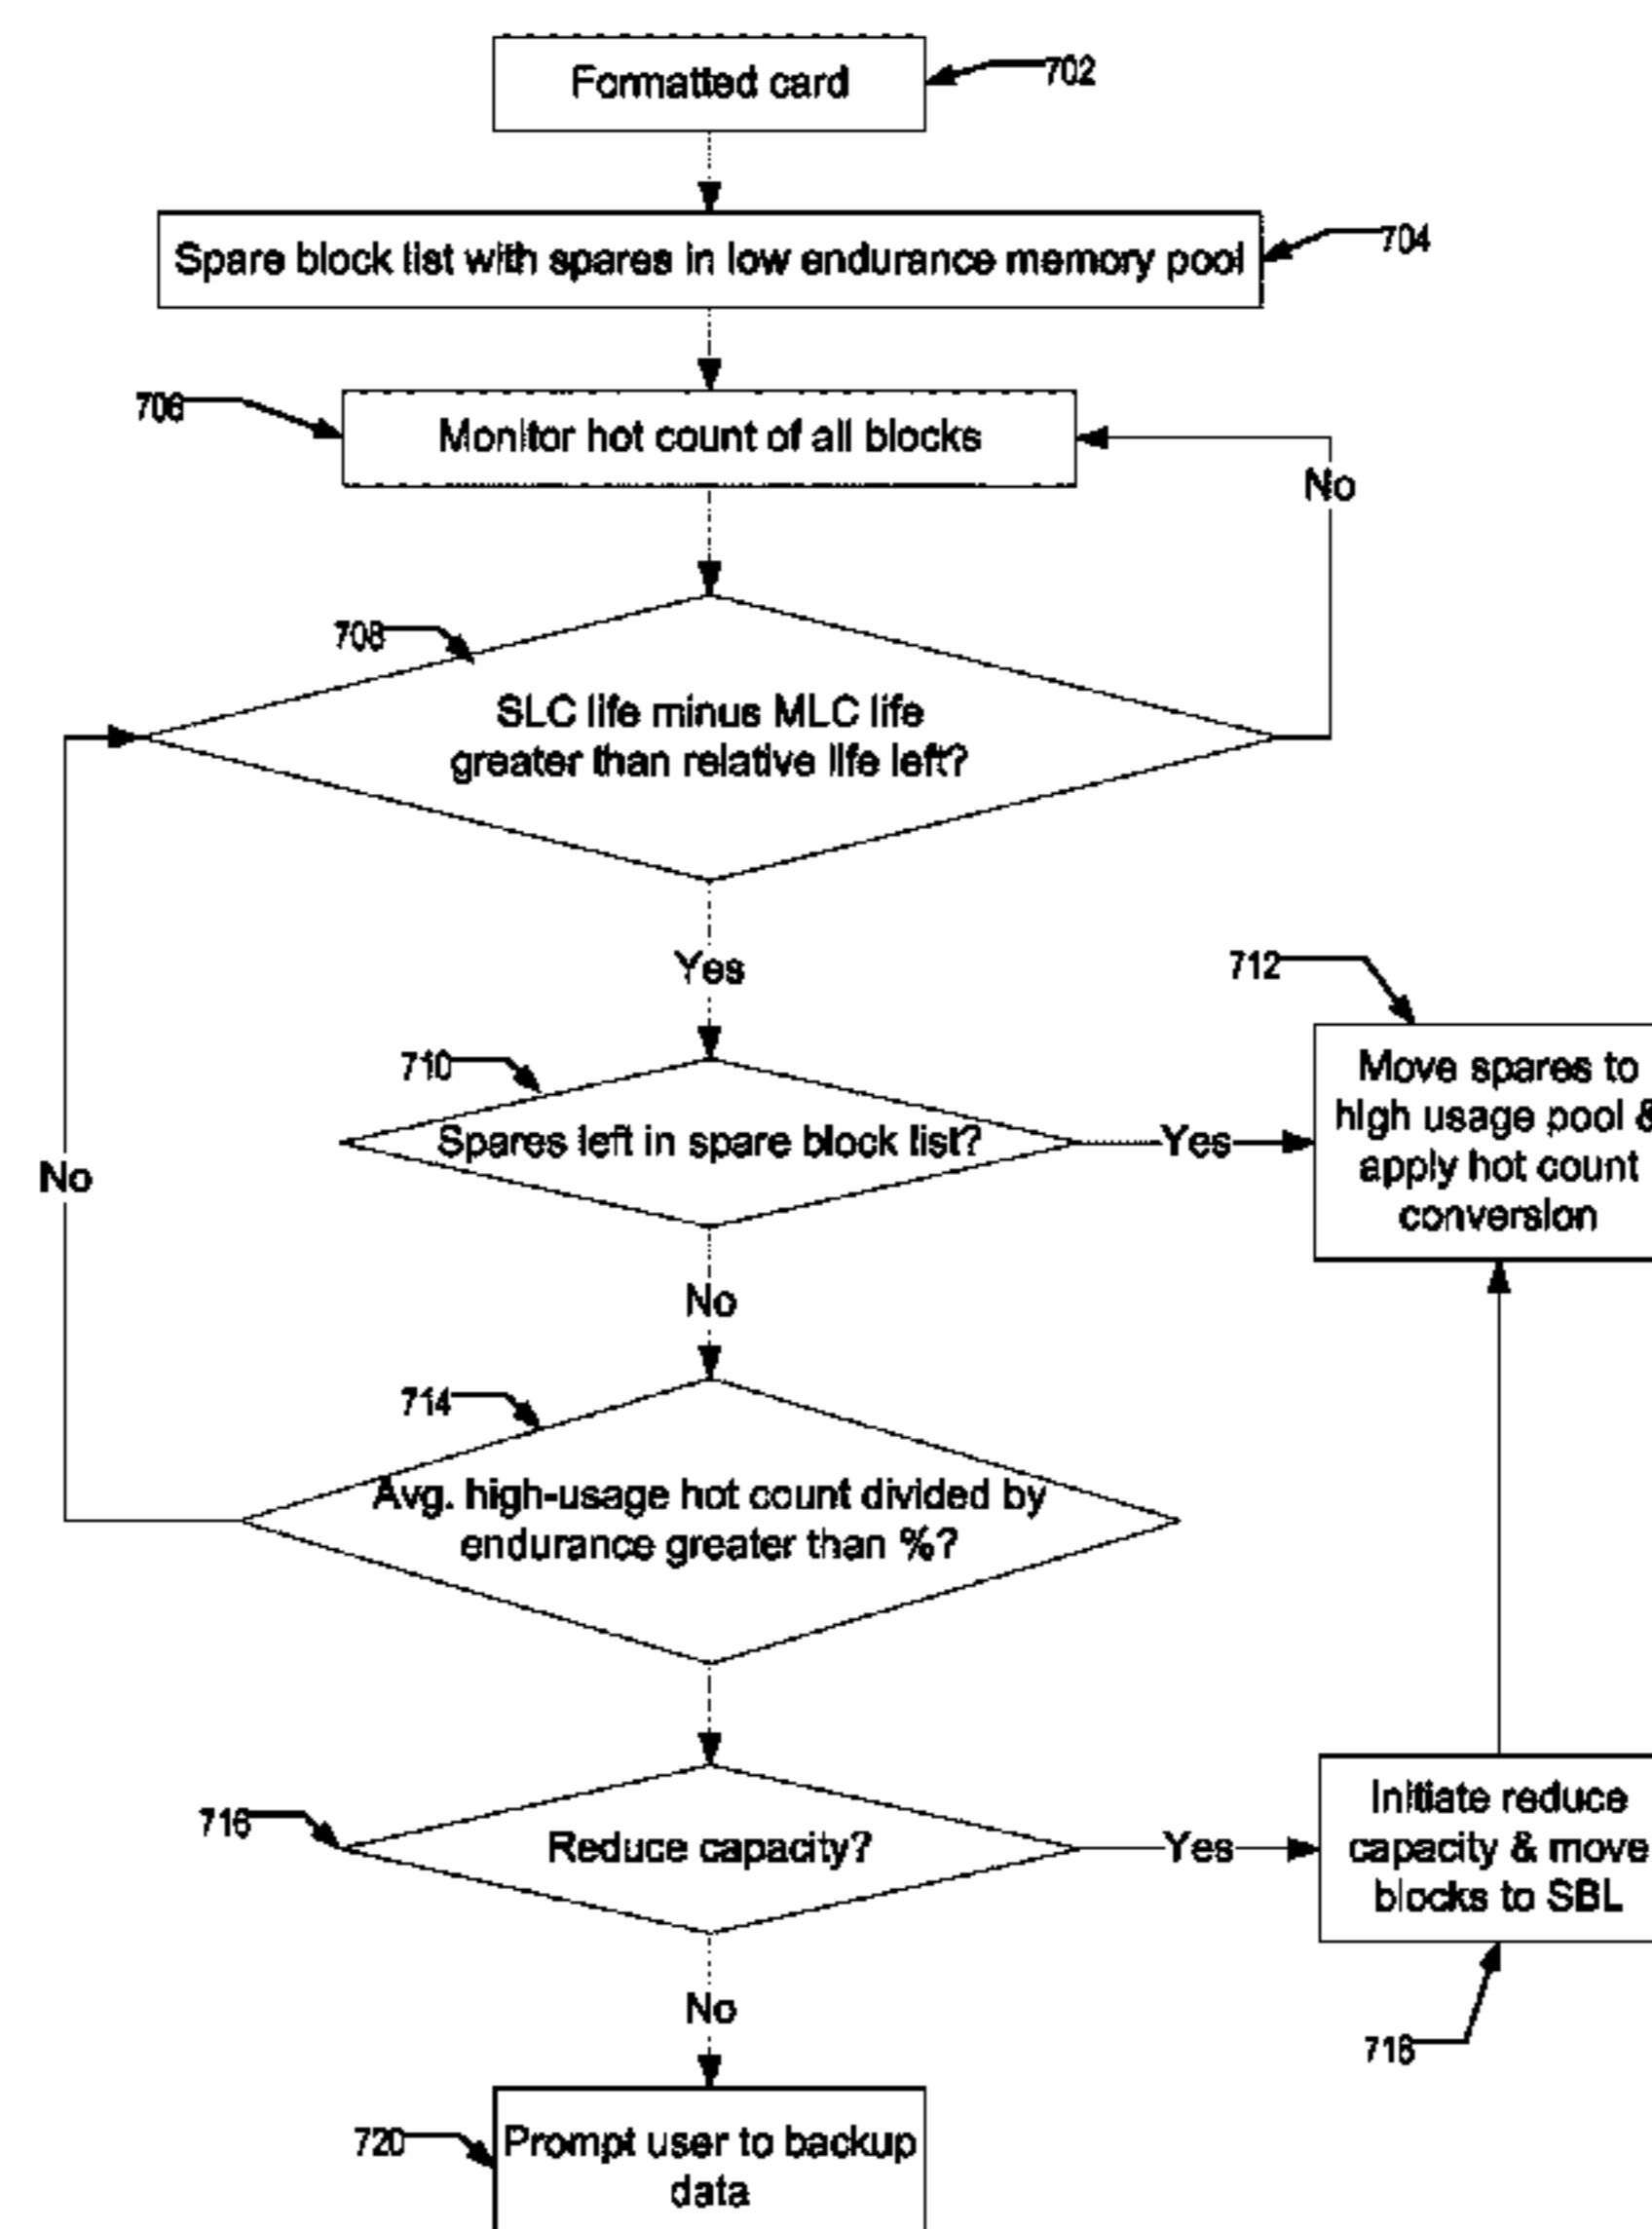 Formatted card
702
Spare block list with spares in low endurance memory pool
704
706
Monitor hot count of all blocks
No
708
SLC life minus MLC life
greater than relative life left?
Yes
712
710
Spares left in spare block list?
Yes
Move spares to
high usage pool &
apply hot count
conversion
No
No
714
Avg. high-usage hot count divided by
endurance greater than %?
716
Reduce capacity?
Yes
Initiate reduce
capacity & move
blocks to SBL
No
718
720
Prompt user to backup
data